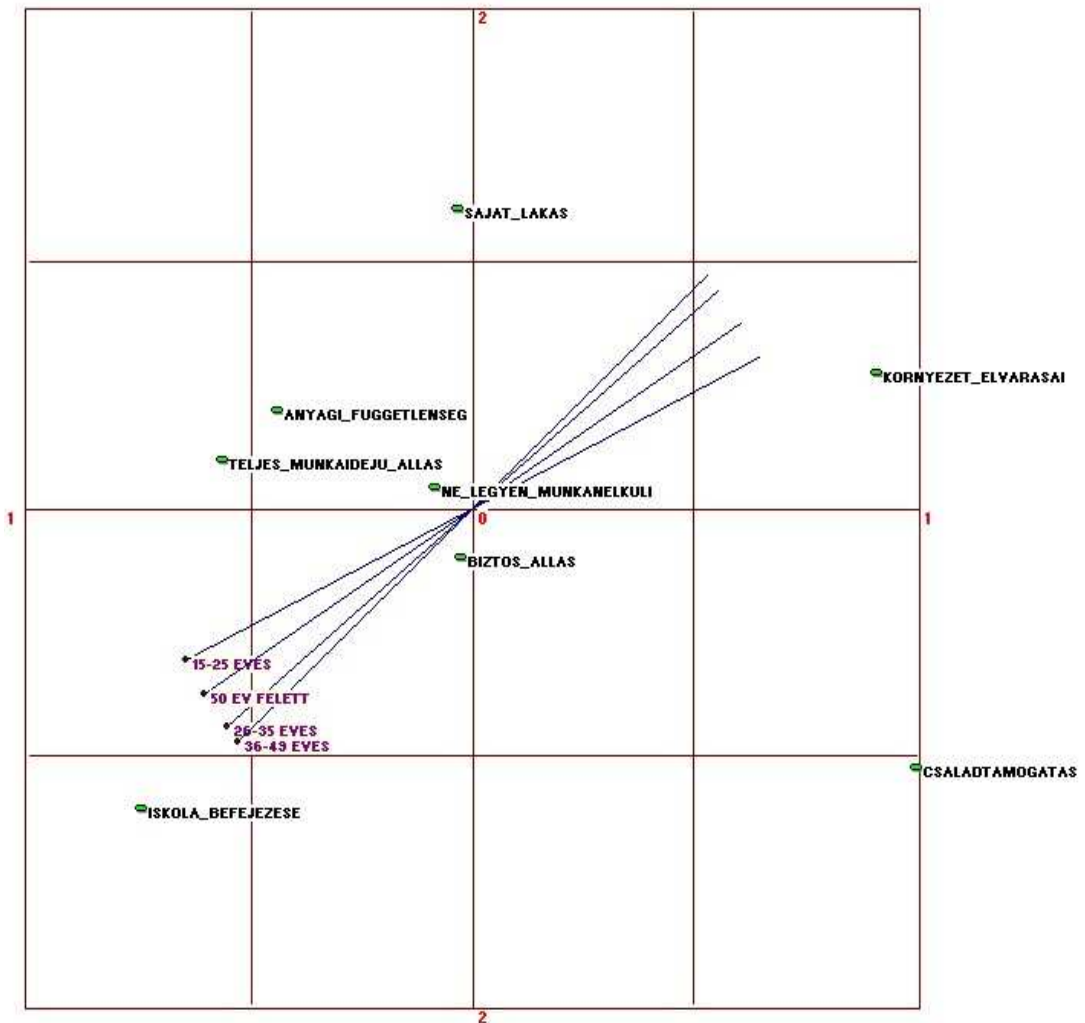 2
SAJAT_LAKAS
KORNYEZET_ELVARASAI
ANYAGI_FUGGETLENSEG
TELJES_MUNKAIDEJU_ALLAS
NE_LEGYEN_MUNKANELKULI
1
0
1
BIZTOS_ALLAS
15-25 EVES
50 EV FELETT
26-35 EVES
36-49 EVES
CSALADTAMOGATAS
ISKOLA_BEFEJEZESE
2